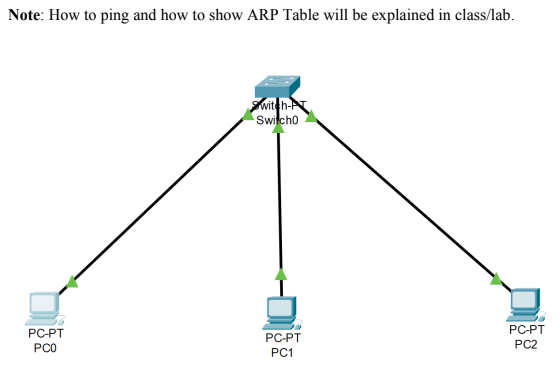 Note: How to ping and how to show ARP Table will be explained in class/lab.
Switch-PT
Switch0
PC-PT
PC0
PC-PT
PC1
PC-PT
PC2